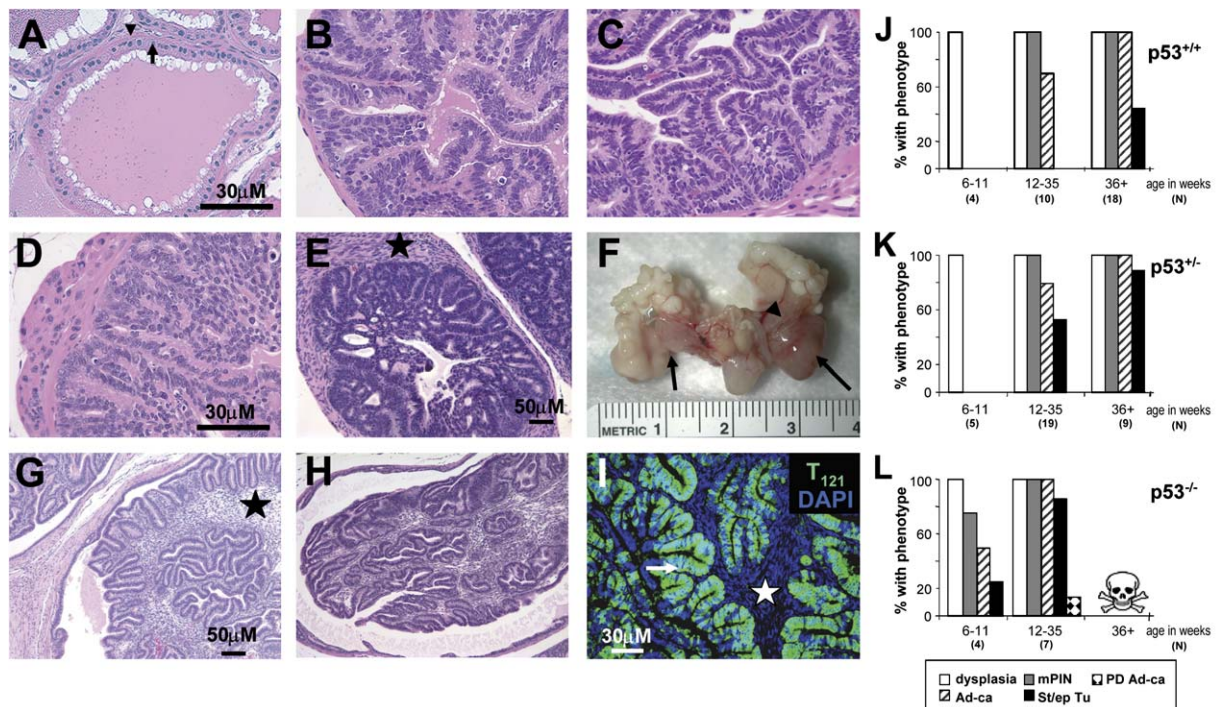 A
30µM
B
C
D
30µM
E
50µM
F
METRIC 1 2 3 4
G
50µM
H
I
T121
DAPI
30µM
J
p53+/+
% with phenotype
100
60
20
0
6-11 12-35 36+ age in weeks
(4) (10) (18) (N)
K
p53+/-
% with phenotype
100
60
20
0
6-11 12-35 36+ age in weeks
(5) (19) (9) (N)
L
p53-/-
% with phenotype
100
60
20
0
6-11 12-35 36+ age in weeks
(4) (7) (N)
dysplasia mPIN PD Ad-ca
Ad-ca St/ep Tu